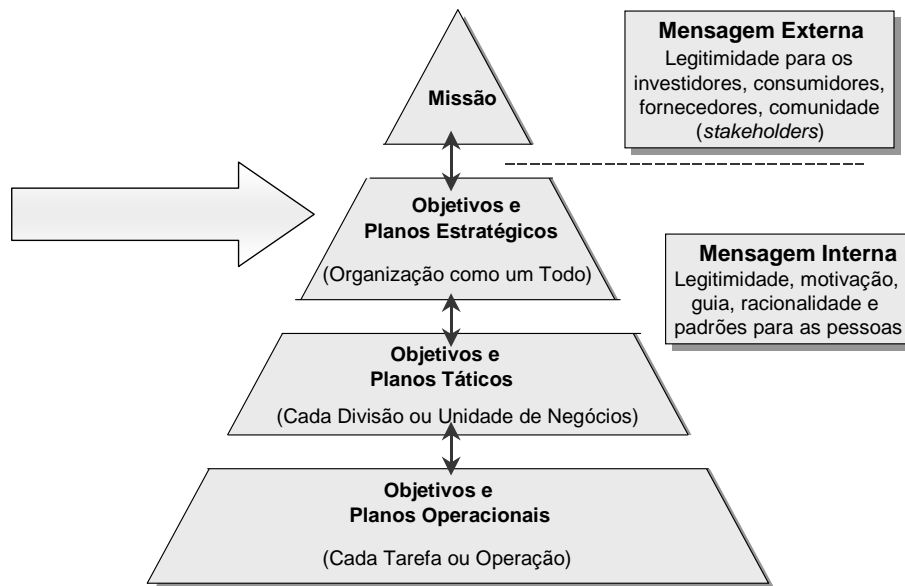 Mensagem Externa
Legitimidade para os
investidores, consumidores,
fornecedores, comunidade
(stakeholders)
Missão
Objetivos e
Planos Estratégicos
(Organização como um Todo)
Mensagem Interna
Legitimidade, motivação,
guia, racionalidade e
padrões para as pessoas
Objetivos e
Planos Táticos
(Cada Divisão ou Unidade de Negócios)
Objetivos e
Planos Operacionais
(Cada Tarefa ou Operação)